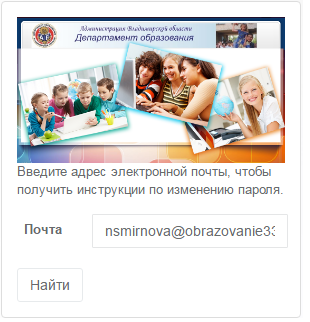 Администрация Владимирской области
Департамент образования
Введите адрес электронной почты, чтобы
получить инструкции по изменению пароля.
Почта
nsmirnova@obrazovanie33
Найти